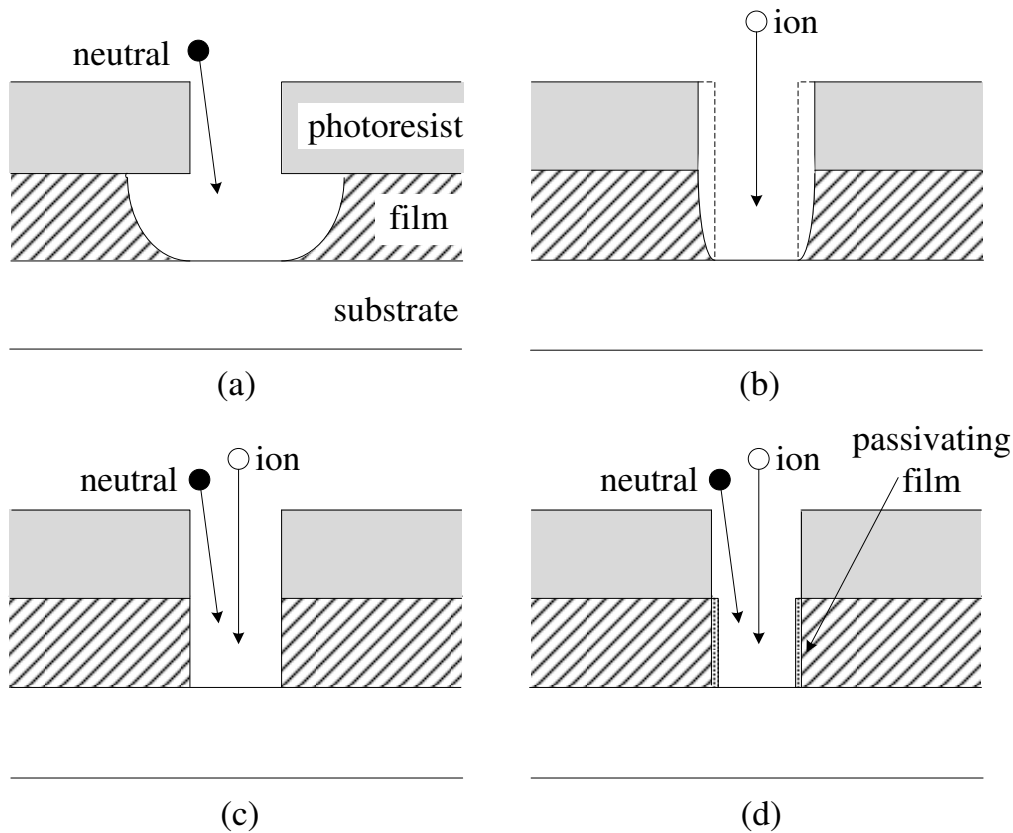 neutral
photoresist
film
substrate
(a)
ion
(b)
neutral
ion
(c)
neutral
ion
passivating
film
(d)